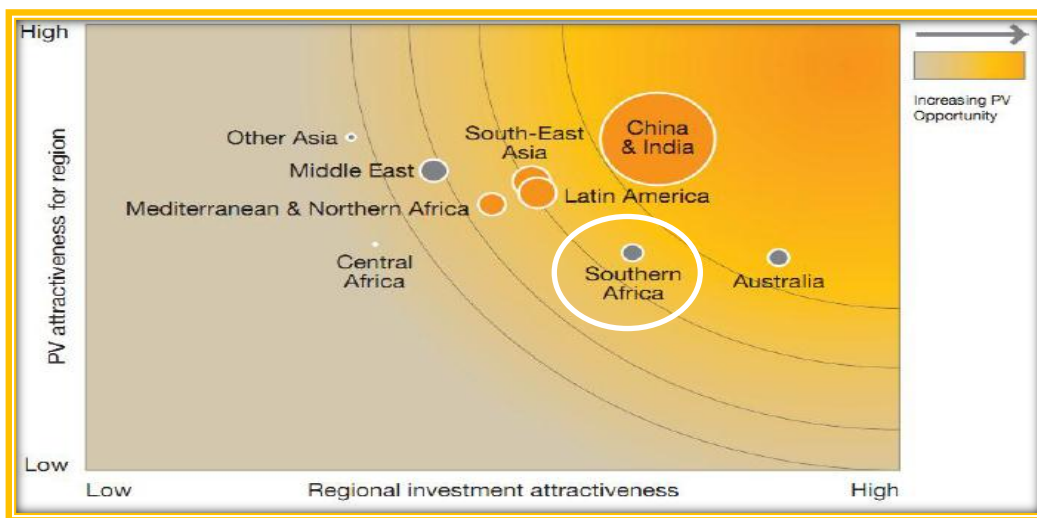 High
Other Asia
South-East
Asia
China
& India
Middle East
Latin America
Mediterranean & Northern Africa
Central
Africa
Southern
Africa
Australia
PV attractiveness for region
Low
Low
Regional investment attractiveness
High
Increasing PV
Opportunity